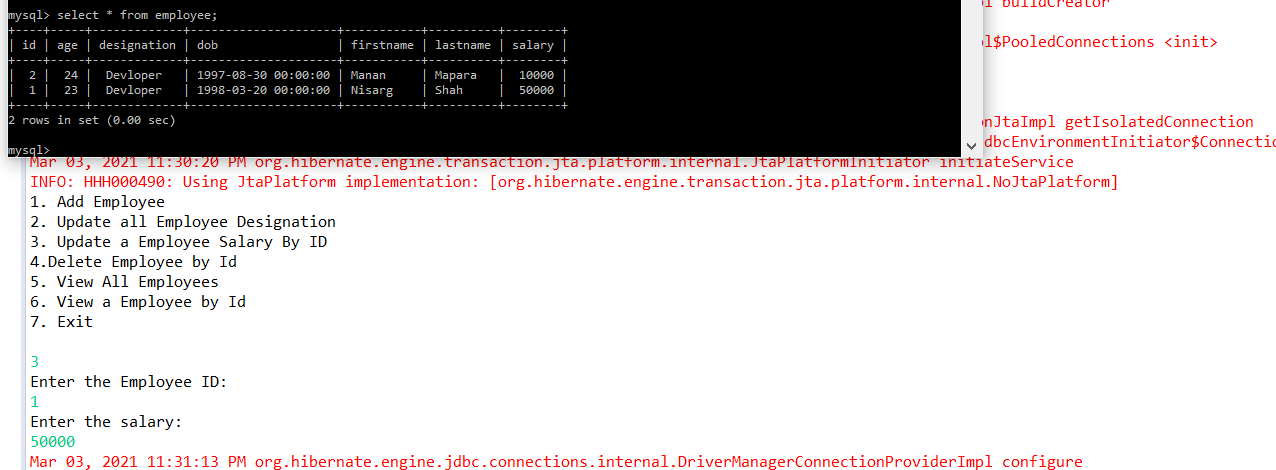 mysql> select * from employee;
+----+-----+-------------+---------------------+-----------+----------+--------+
| id | age | designation | dob | firstname | lastname | salary |
+----+-----+-------------+---------------------+-----------+----------+--------+
| 2 | 24 | Devloper | 1997-08-30 00:00:00 | Manan | Mapara | 10000 |
| 1 | 23 | Devloper | 1998-03-20 00:00:00 | Nisarg | Shah | 50000 |
+----+-----+-------------+---------------------+-----------+----------+--------+
2 rows in set (0.00 sec)
mysql>
buildCreator
l$PooledConnections <init>
nJtaImpl getIsolatedConnection
dbcEnvironmentInitiator$Connectio
Mar 03, 2021 11:30:20 PM org.hibernate.engine.transaction.jta.platform.internal.JtaPlatformInitiator initiateService
INFO: HHH000490: Using JtaPlatform implementation: [org.hibernate.engine.transaction.jta.platform.internal.NoJtaPlatform]
1. Add Employee
2. Update all Employee Designation
3. Update a Employee Salary By ID
4.Delete Employee by Id
5. View All Employees
6. View a Employee by Id
7. Exit
3
Enter the Employee ID:
1
Enter the salary:
50000
Mar 03, 2021 11:31:13 PM org.hibernate.engine.jdbc.connections.internal.DriverManagerConnectionProviderImpl configure